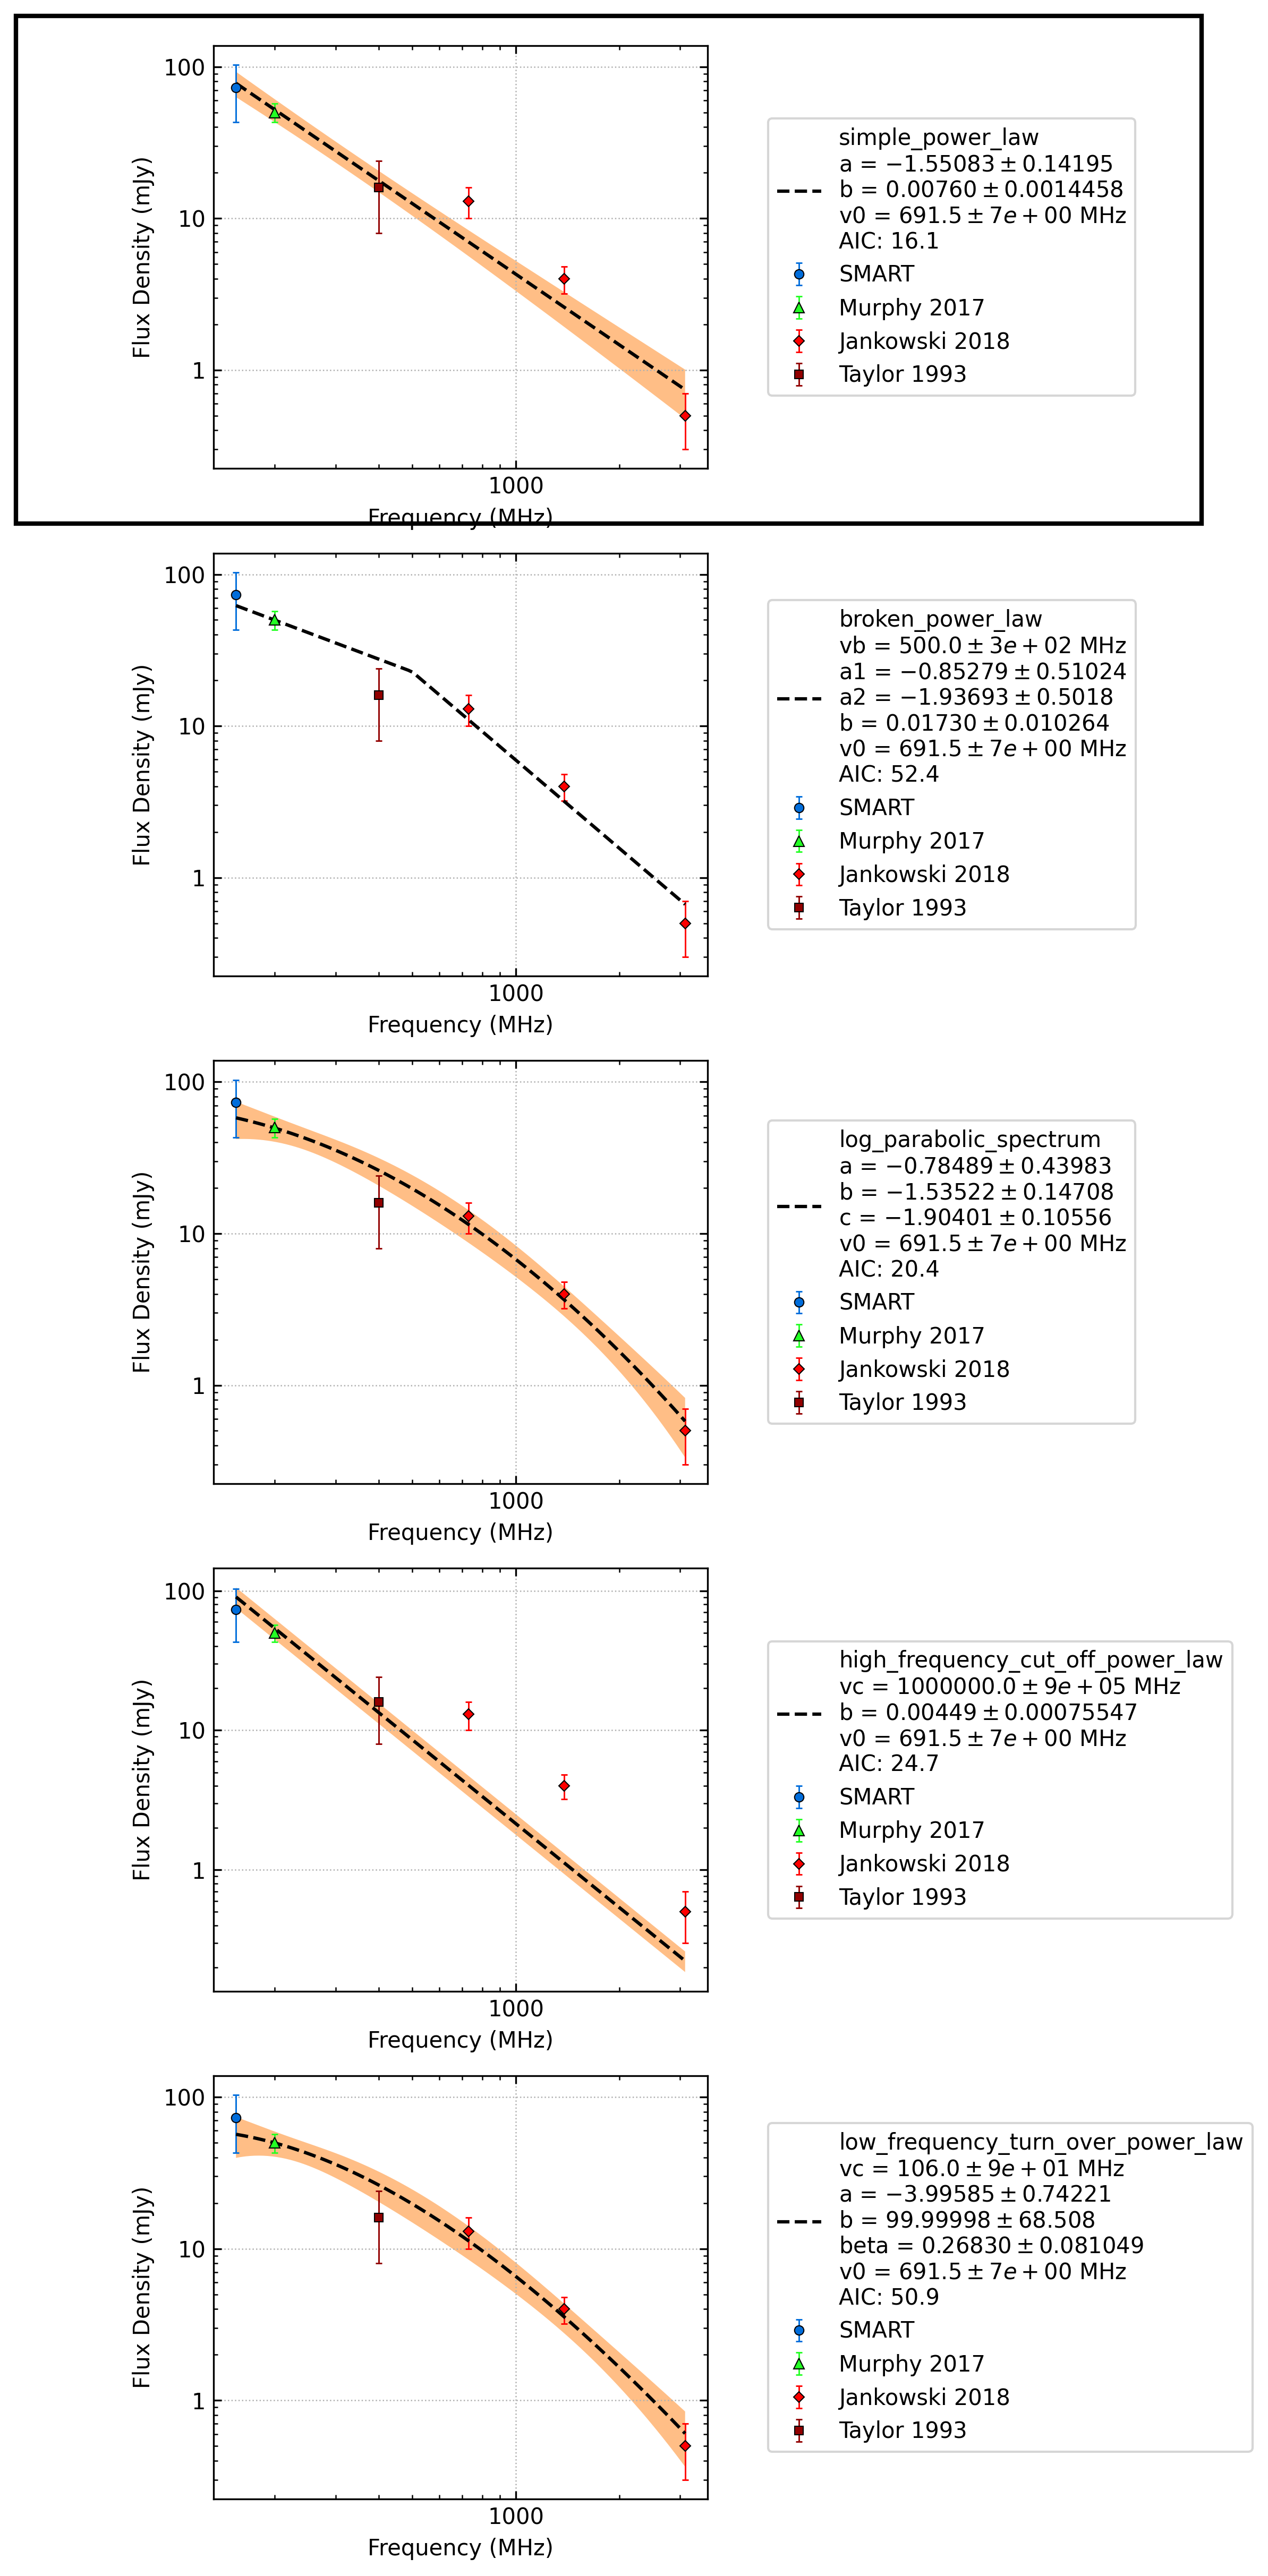 100
10
1
Flux Density (mJy)
1000
Frequency (MHz)
simple_power_law
a = −1.55083 ± 0.14195
b = 0.00760 ± 0.0014458
v0 = 691.5 ± 7e + 00 MHz
AIC: 16.1
SMART
Murphy 2017
Jankowski 2018
Taylor 1993
100
10
1
Flux Density (mJy)
1000
Frequency (MHz)
broken_power_law
vb = 500.0 ± 3e + 02 MHz
a1 = −0.85279 ± 0.51024
a2 = −1.93693 ± 0.5018
b = 0.01730 ± 0.010264
v0 = 691.5 ± 7e + 00 MHz
AIC: 52.4
SMART
Murphy 2017
Jankowski 2018
Taylor 1993
100
10
1
Flux Density (mJy)
1000
Frequency (MHz)
log_parabolic_spectrum
a = −0.78489 ± 0.43983
b = −1.53522 ± 0.14708
c = −1.90401 ± 0.10556
v0 = 691.5 ± 7e + 00 MHz
AIC: 20.4
SMART
Murphy 2017
Jankowski 2018
Taylor 1993
100
10
1
Flux Density (mJy)
1000
Frequency (MHz)
high_frequency_cut_off_power_law
vc = 1000000.0 ± 9e + 05 MHz
b = 0.00449 ± 0.00075547
v0 = 691.5 ± 7e + 00 MHz
AIC: 24.7
SMART
Murphy 2017
Jankowski 2018
Taylor 1993
100
10
1
Flux Density (mJy)
1000
Frequency (MHz)
low_frequency_turn_over_power_law
vc = 106.0 ± 9e + 01 MHz
a = −3.99585 ± 0.74221
b = 99.99998 ± 68.508
beta = 0.26830 ± 0.081049
v0 = 691.5 ± 7e + 00 MHz
AIC: 50.9
SMART
Murphy 2017
Jankowski 2018
Taylor 1993